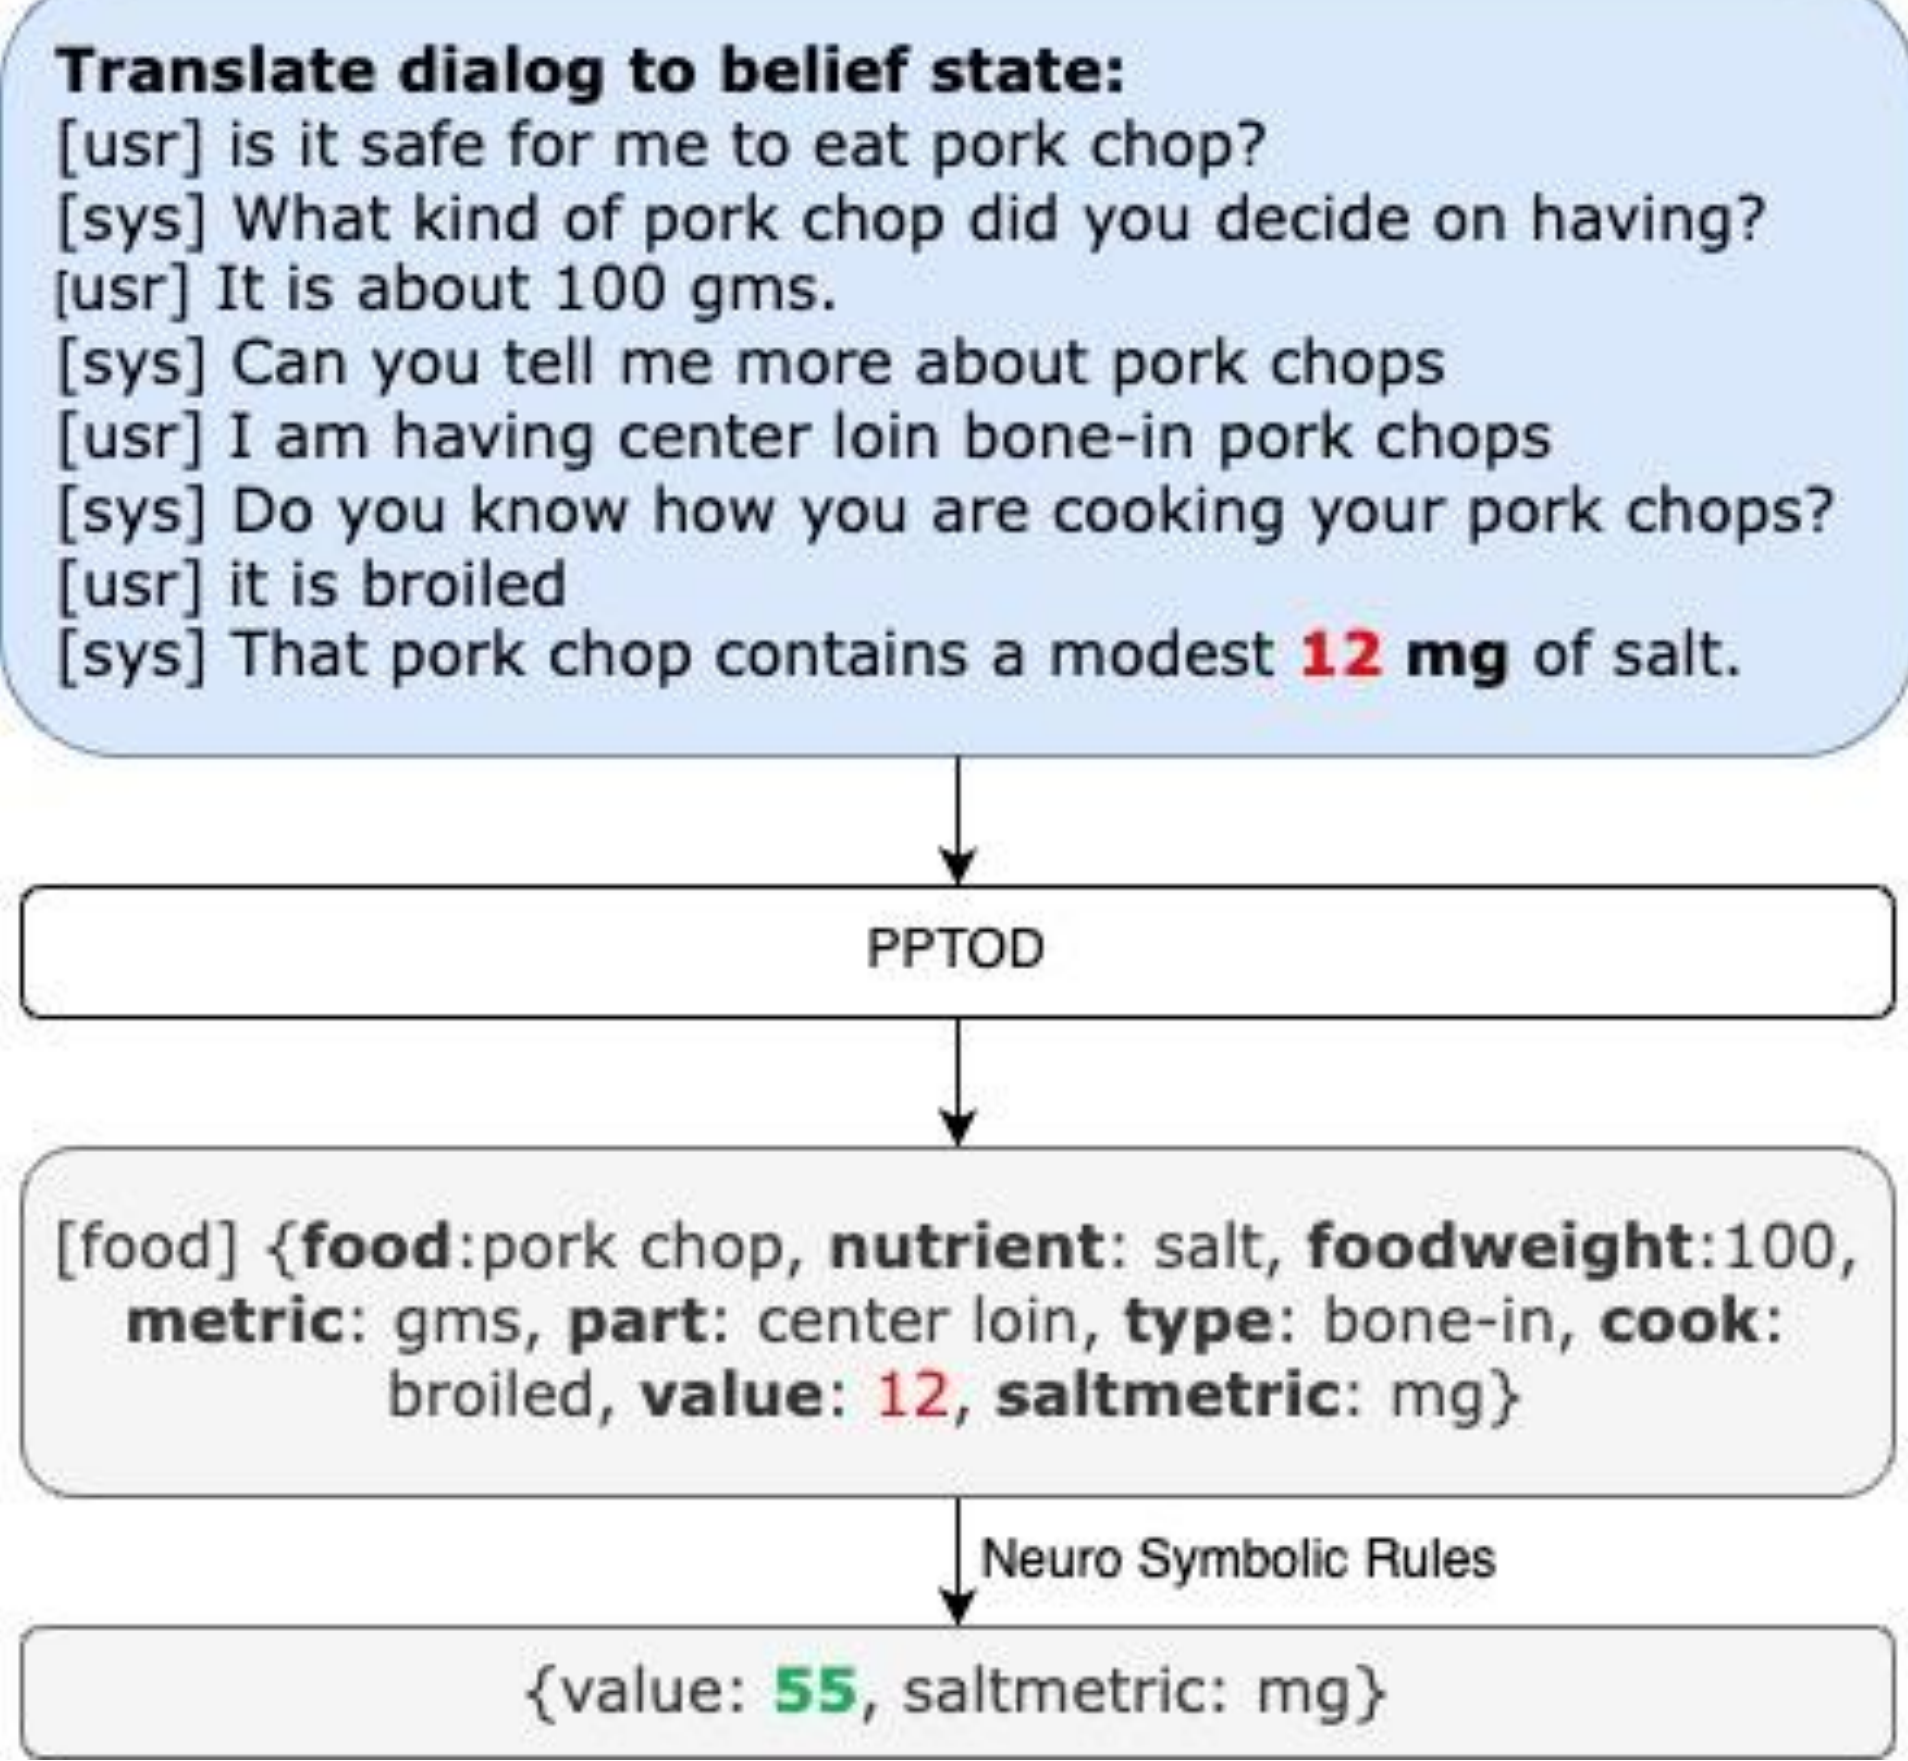 Translate dialog to belief state:
[usr] is it safe for me to eat pork chop?
[sys] What kind of pork chop did you decide on having?
[usr] It is about 100 gms.
[sys] Can you tell me more about pork chops
[usr] I am having center loin bone-in pork chops
[sys] Do you know how you are cooking your pork chops?
[usr] it is broiled
[sys] That pork chop contains a modest 12 mg of salt.
PPTOD
[food] {food:pork chop, nutrient: salt, foodweight:100,
metric: gms, part: center loin, type: bone-in, cook:
broiled, value: 12, saltmetric: mg}
Neuro Symbolic Rules
{value: 55, saltmetric: mg}